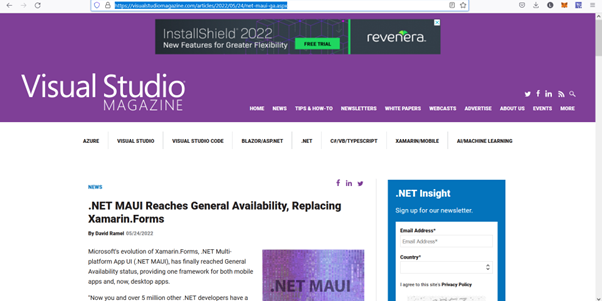 https://visualstudiomagazine.com/articles/2022/05/24/net-maui-ga.aspx
InstallShield 2022
New Features for Greater Flexibility
FREE TRIAL
revenera.
Visual Studio
MAGAZINE
HOME NEWS TIPS & HOW-TO NEWSLETTERS WHITE PAPERS WEBCASTS ADVERTISE ABOUT US EVENTS MORE
AZURE VISUAL STUDIO VISUAL STUDIO CODE BLAZOR/ASP.NET .NET C#/VB/TYPESCRIPT XAMARIN/MOBILE AI/MACHINE LEARNING
NEWS
.NET MAUI Reaches General Availability, Replacing
Xamarin.Forms
By David Ramel 05/24/2022
Microsoft's evolution of Xamarin.Forms, .NET Multi-
platform App UI (.NET MAUI), has finally reached General
Availability status, providing one framework for both mobile
apps and, now, desktop apps.
"Now you and over 5 million other .NET developers have a
.NET MAUI
.NET Insight
Sign up for our newsletter.
Email Address*
Email Address*
Country*
I agree to this site's Privacy Policy